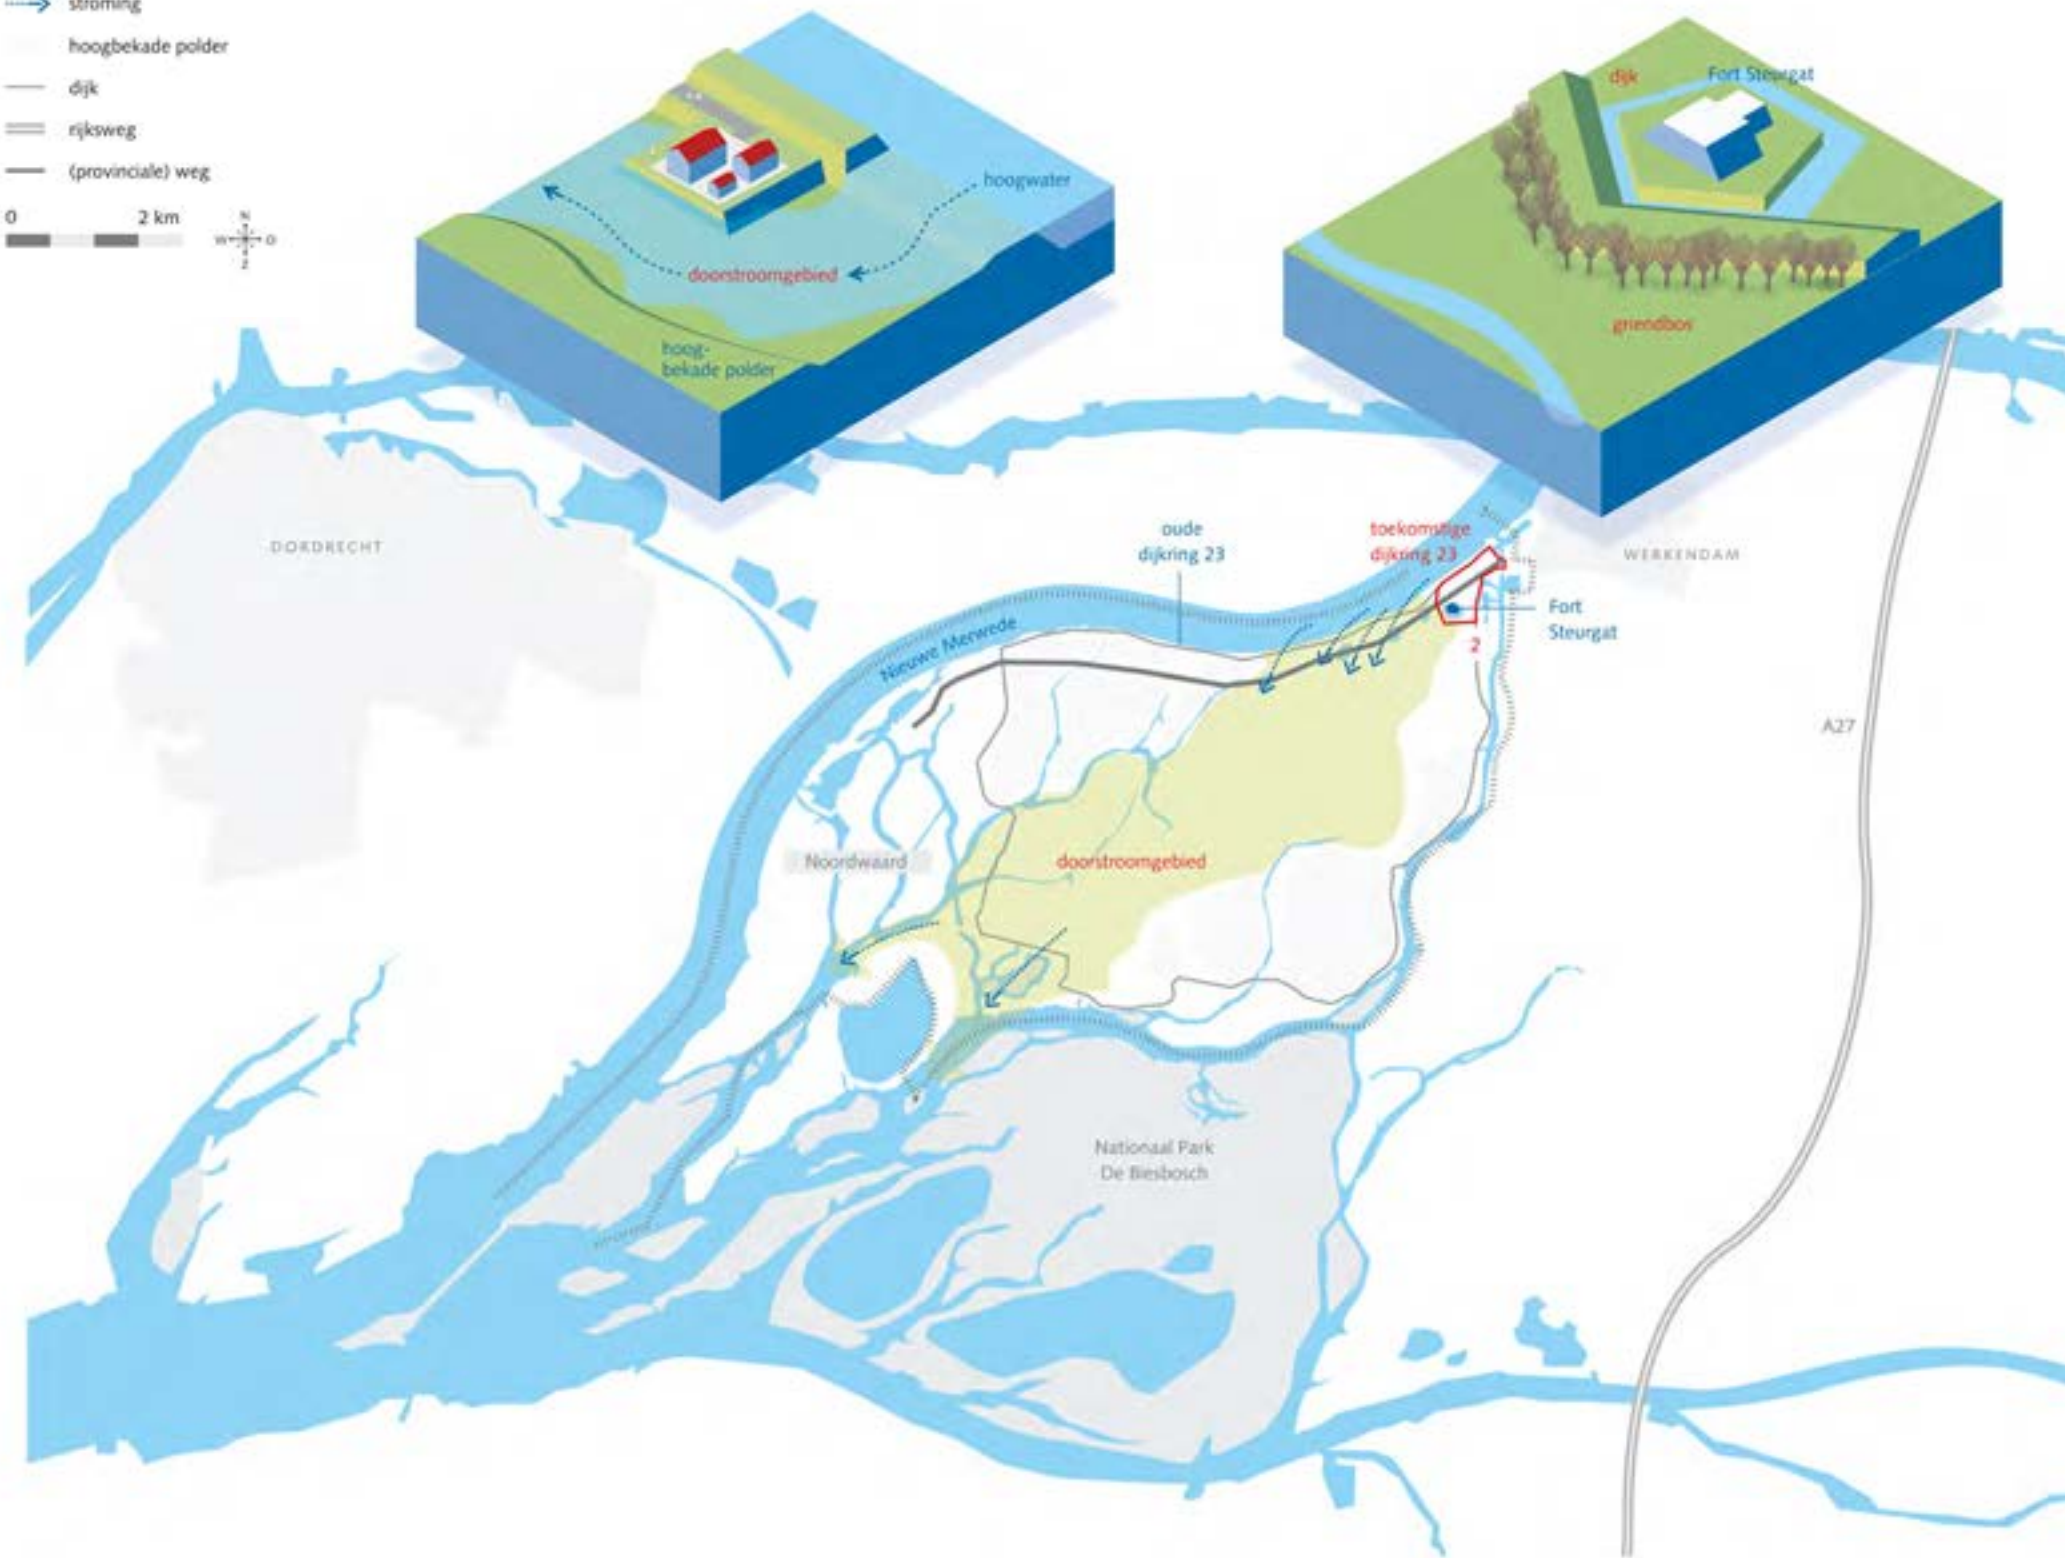 stroming
hoogbekade polder
dijk
rijksweg
(provinciale) weg
0 2 km
N
W O
Z
hoogwater
doorstroomgebied
hoog-
bekade polder
dijk
Fort Steurgat
griendbos
DORDRECHT
oude
dijkring 23
toekomstige
dijkring 23
WERKENDAM
Fort
Steurgat
2
Nieuwe Merwede
A27
Noordwaard
doorstroomgebied
Nationaal Park
De Biesbosch